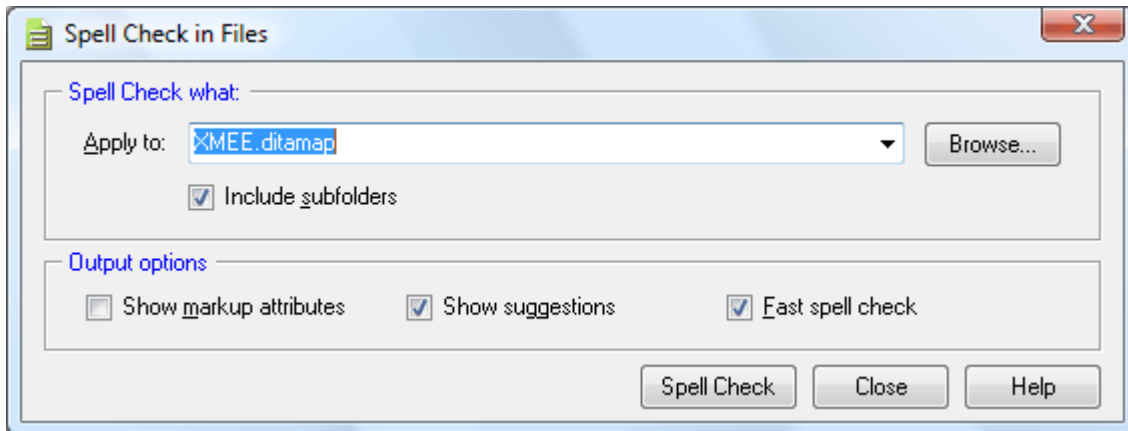 Spell Check in Files
Spell Check what:
Apply to: XMEE.ditamap Browse...
Include subfolders
Output options
Show markup attributes Show suggestions Fast spell check
Spell Check Close Help